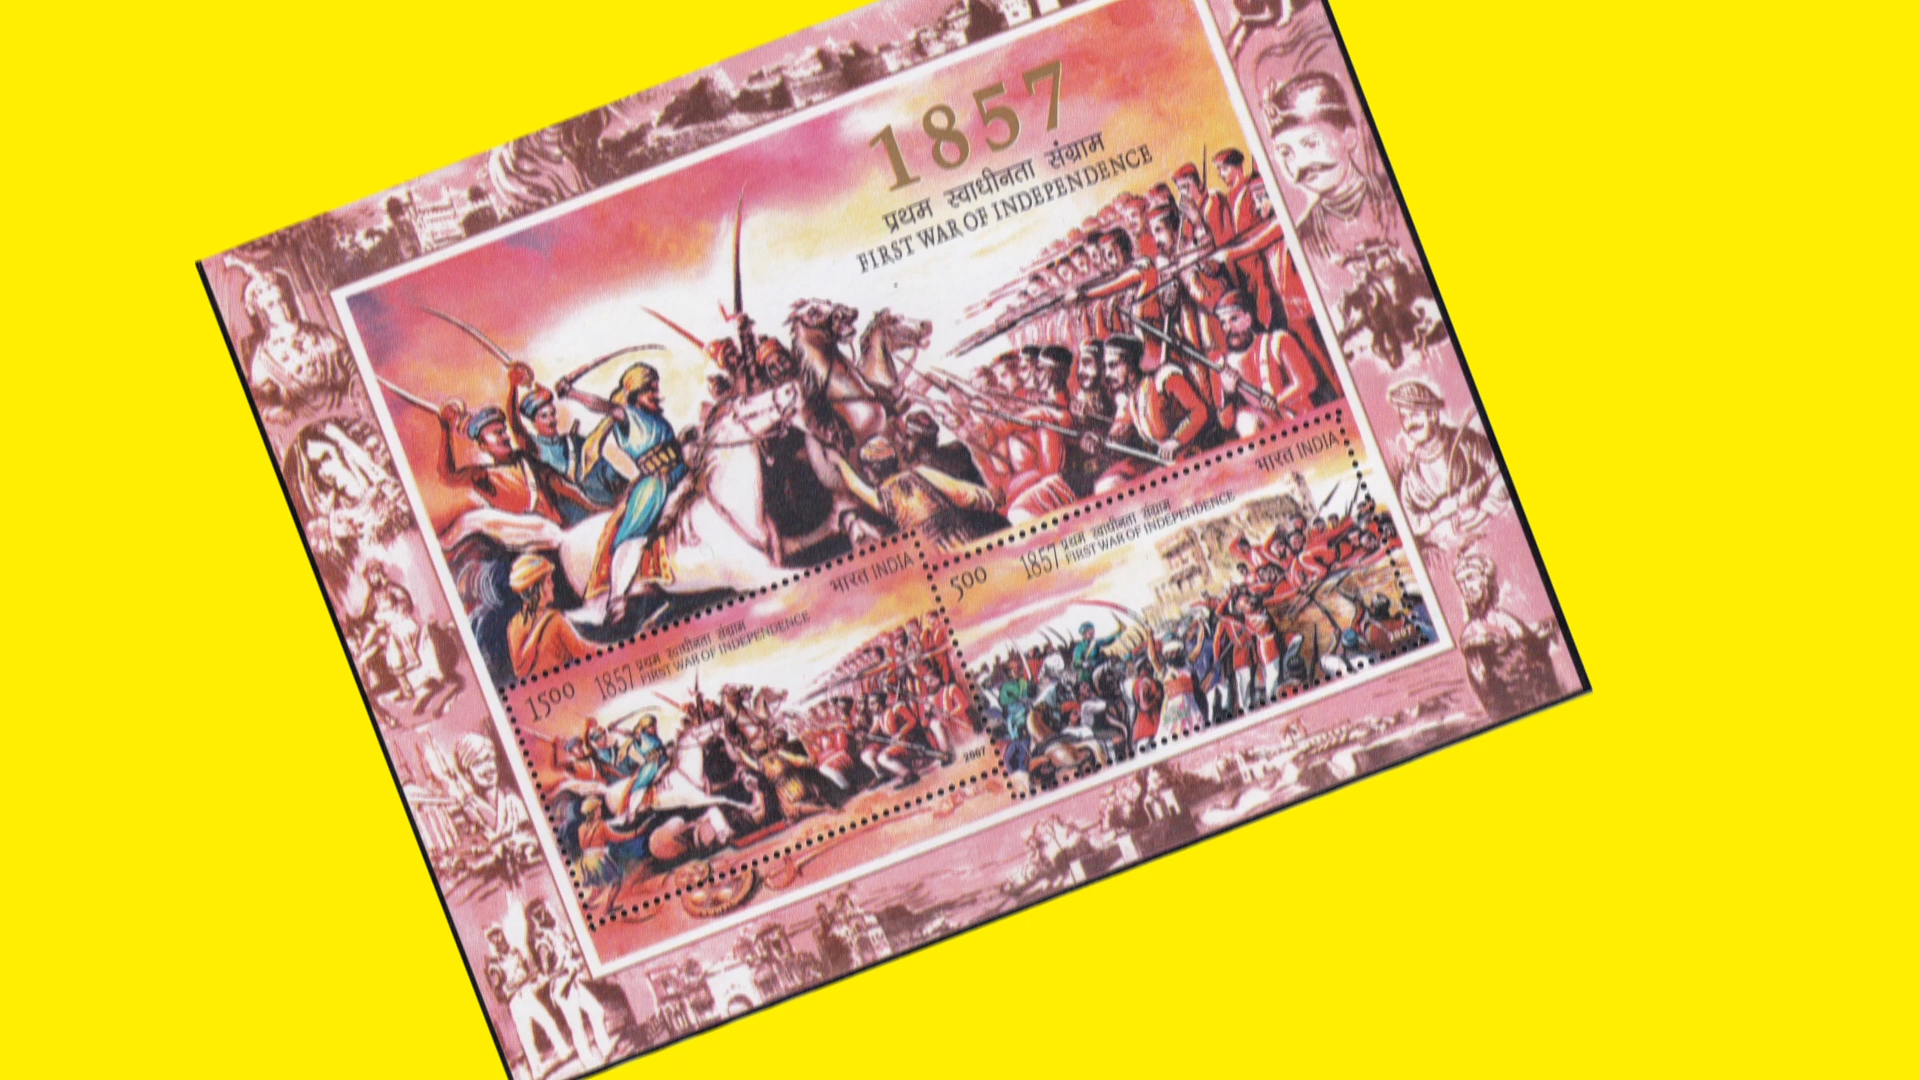 1857
प्रथम स्वाधीनता संग्राम
FIRST WAR OF INDEPENDENCE
भारत INDIA
1500 1857 प्रथम स्वाधीनता संग्राम
FIRST WAR OF INDEPENDENCE
2007
भारत INDIA
500 1857 प्रथम स्वाधीनता संग्राम
FIRST WAR OF INDEPENDENCE
2007